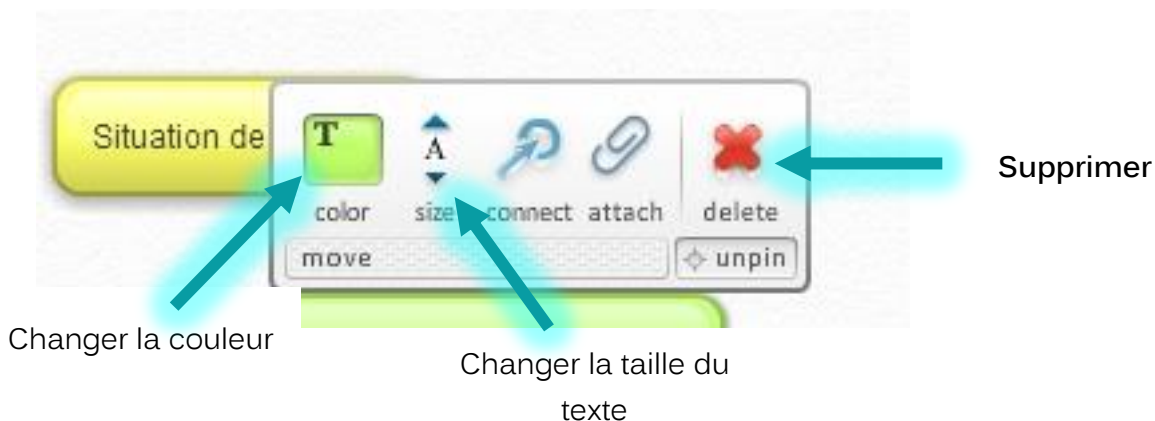 Situation de
T
A
color
size
connect
attach
delete
move
unpin
Supprimer
Changer la couleur
Changer la taille du
texte